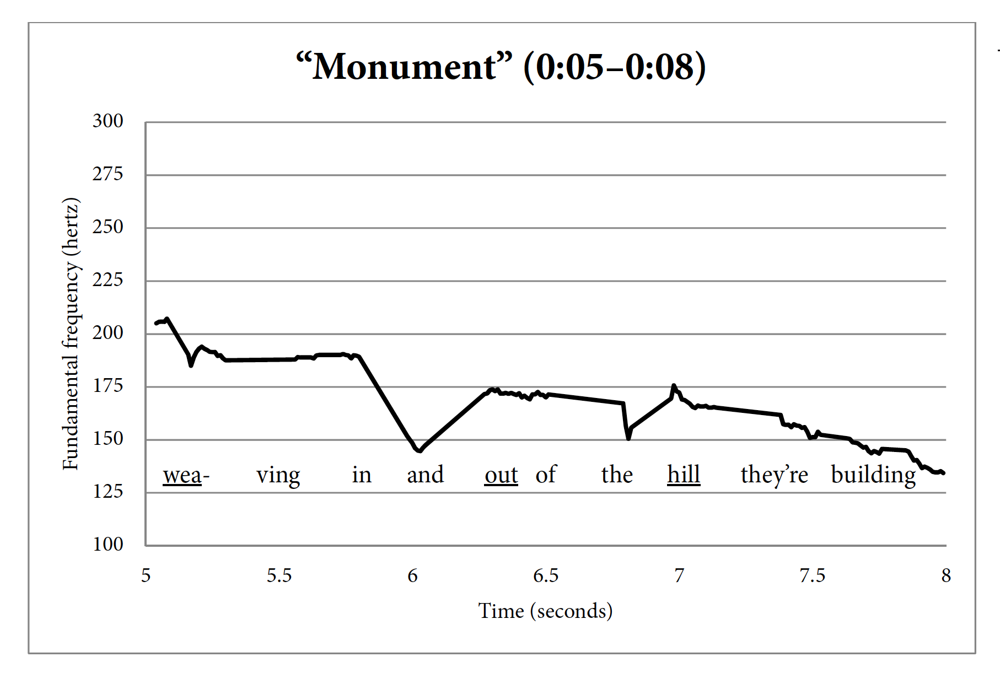 “Monument” (0:05–0:08)
300
275
250
225
200
175
150
125
100
Fundamental frequency (hertz)
wea- ving in and out of the hill they’re building
5 5.5 6 6.5 7 7.5 8
Time (seconds)